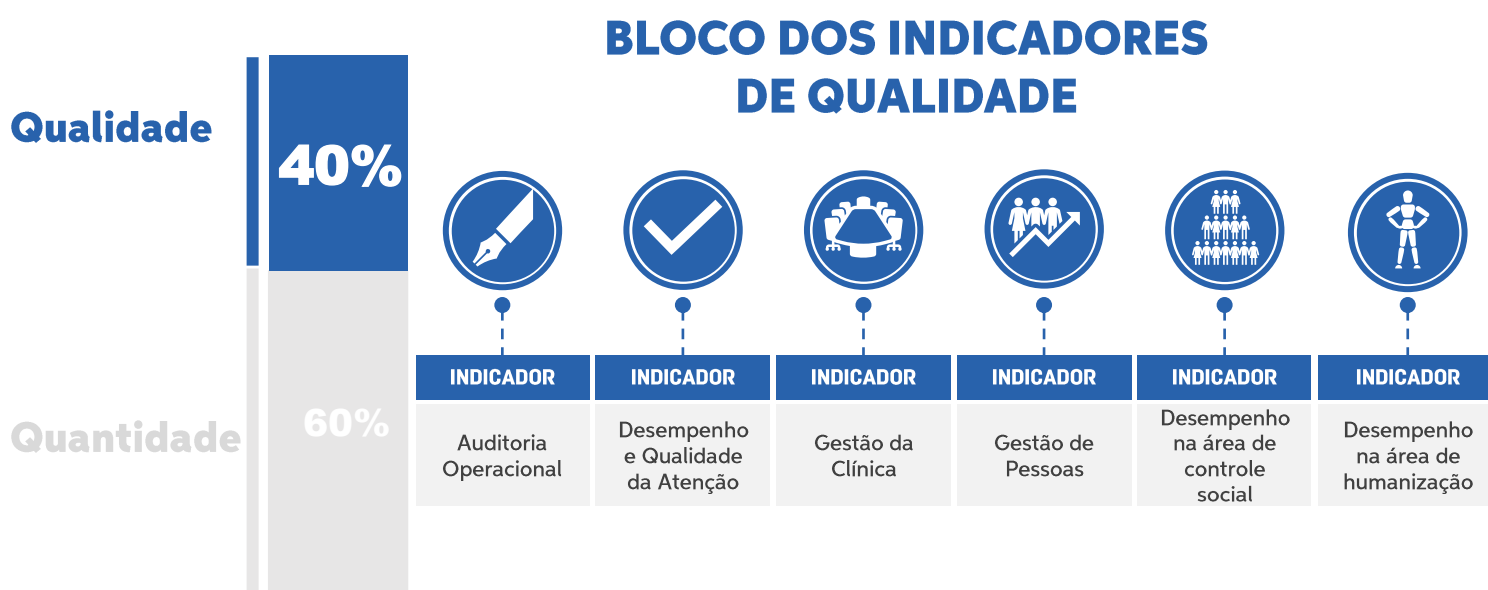 BLOCO DOS INDICADORES
DE QUALIDADE
Qualidade
40%
Quantidade
60%
INDICADOR
Auditoria
Operacional
INDICADOR
Desempenho
e Qualidade
da Atenção
INDICADOR
Gestão da
Clínica
INDICADOR
Gestão de
Pessoas
INDICADOR
Desempenho
na área de
controle
social
INDICADOR
Desempenho
na área de
humanização